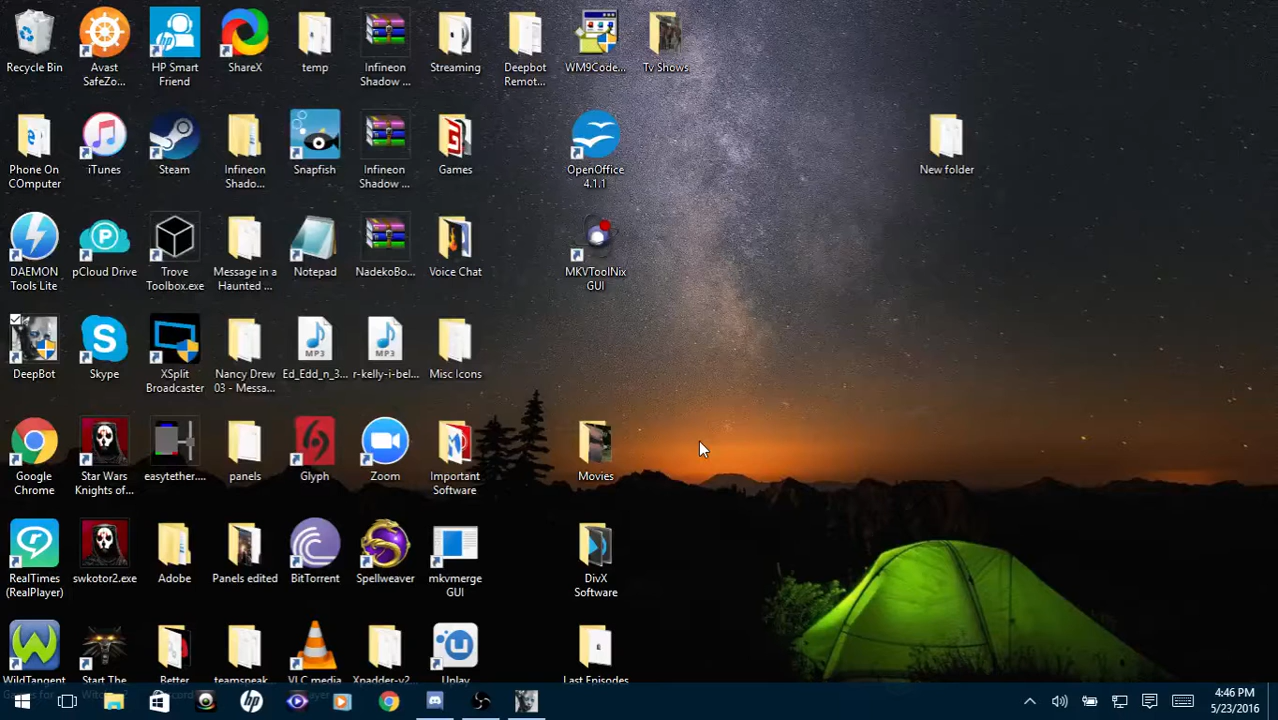 Recycle Bin
Avast
SafeZo...
HP Smart
Friend
ShareX
temp
Infineon
Shadow ...
Streaming
Deepbot
Remot...
WM9Code...
Tv Shows
Phone On
COmputer
iTunes
Steam
Infineon
Shado...
Snapfish
Infineon
Shadow ...
Games
OpenOffice
4.1.1
New folder
DAEMON
Tools Lite
pCloud Drive
Trove
Toolbox.exe
Message in a
Haunted ...
Notepad
NadekoBo...
Voice Chat
MKVToolNix
GUI
DeepBot
Skype
XSplit
Broadcaster
Nancy Drew
03 - Messa...
MP3
Ed_Edd_n_3...
MP3
r-kelly-i-bel...
Misc Icons
Google
Chrome
Star Wars
Knights of...
easytether....
panels
Glyph
Zoom
Important
Software
Movies
RealTimes
(RealPlayer)
swkotor2.exe
Adobe
Panels edited
BitTorrent
Spellweaver
mkvmerge
GUI
DivX
Software
WildTangent
Start The
Better
teamspeak
VLC media
Xpadder-v2
Uplay
Last Episodes
4:46 PM
5/23/2016